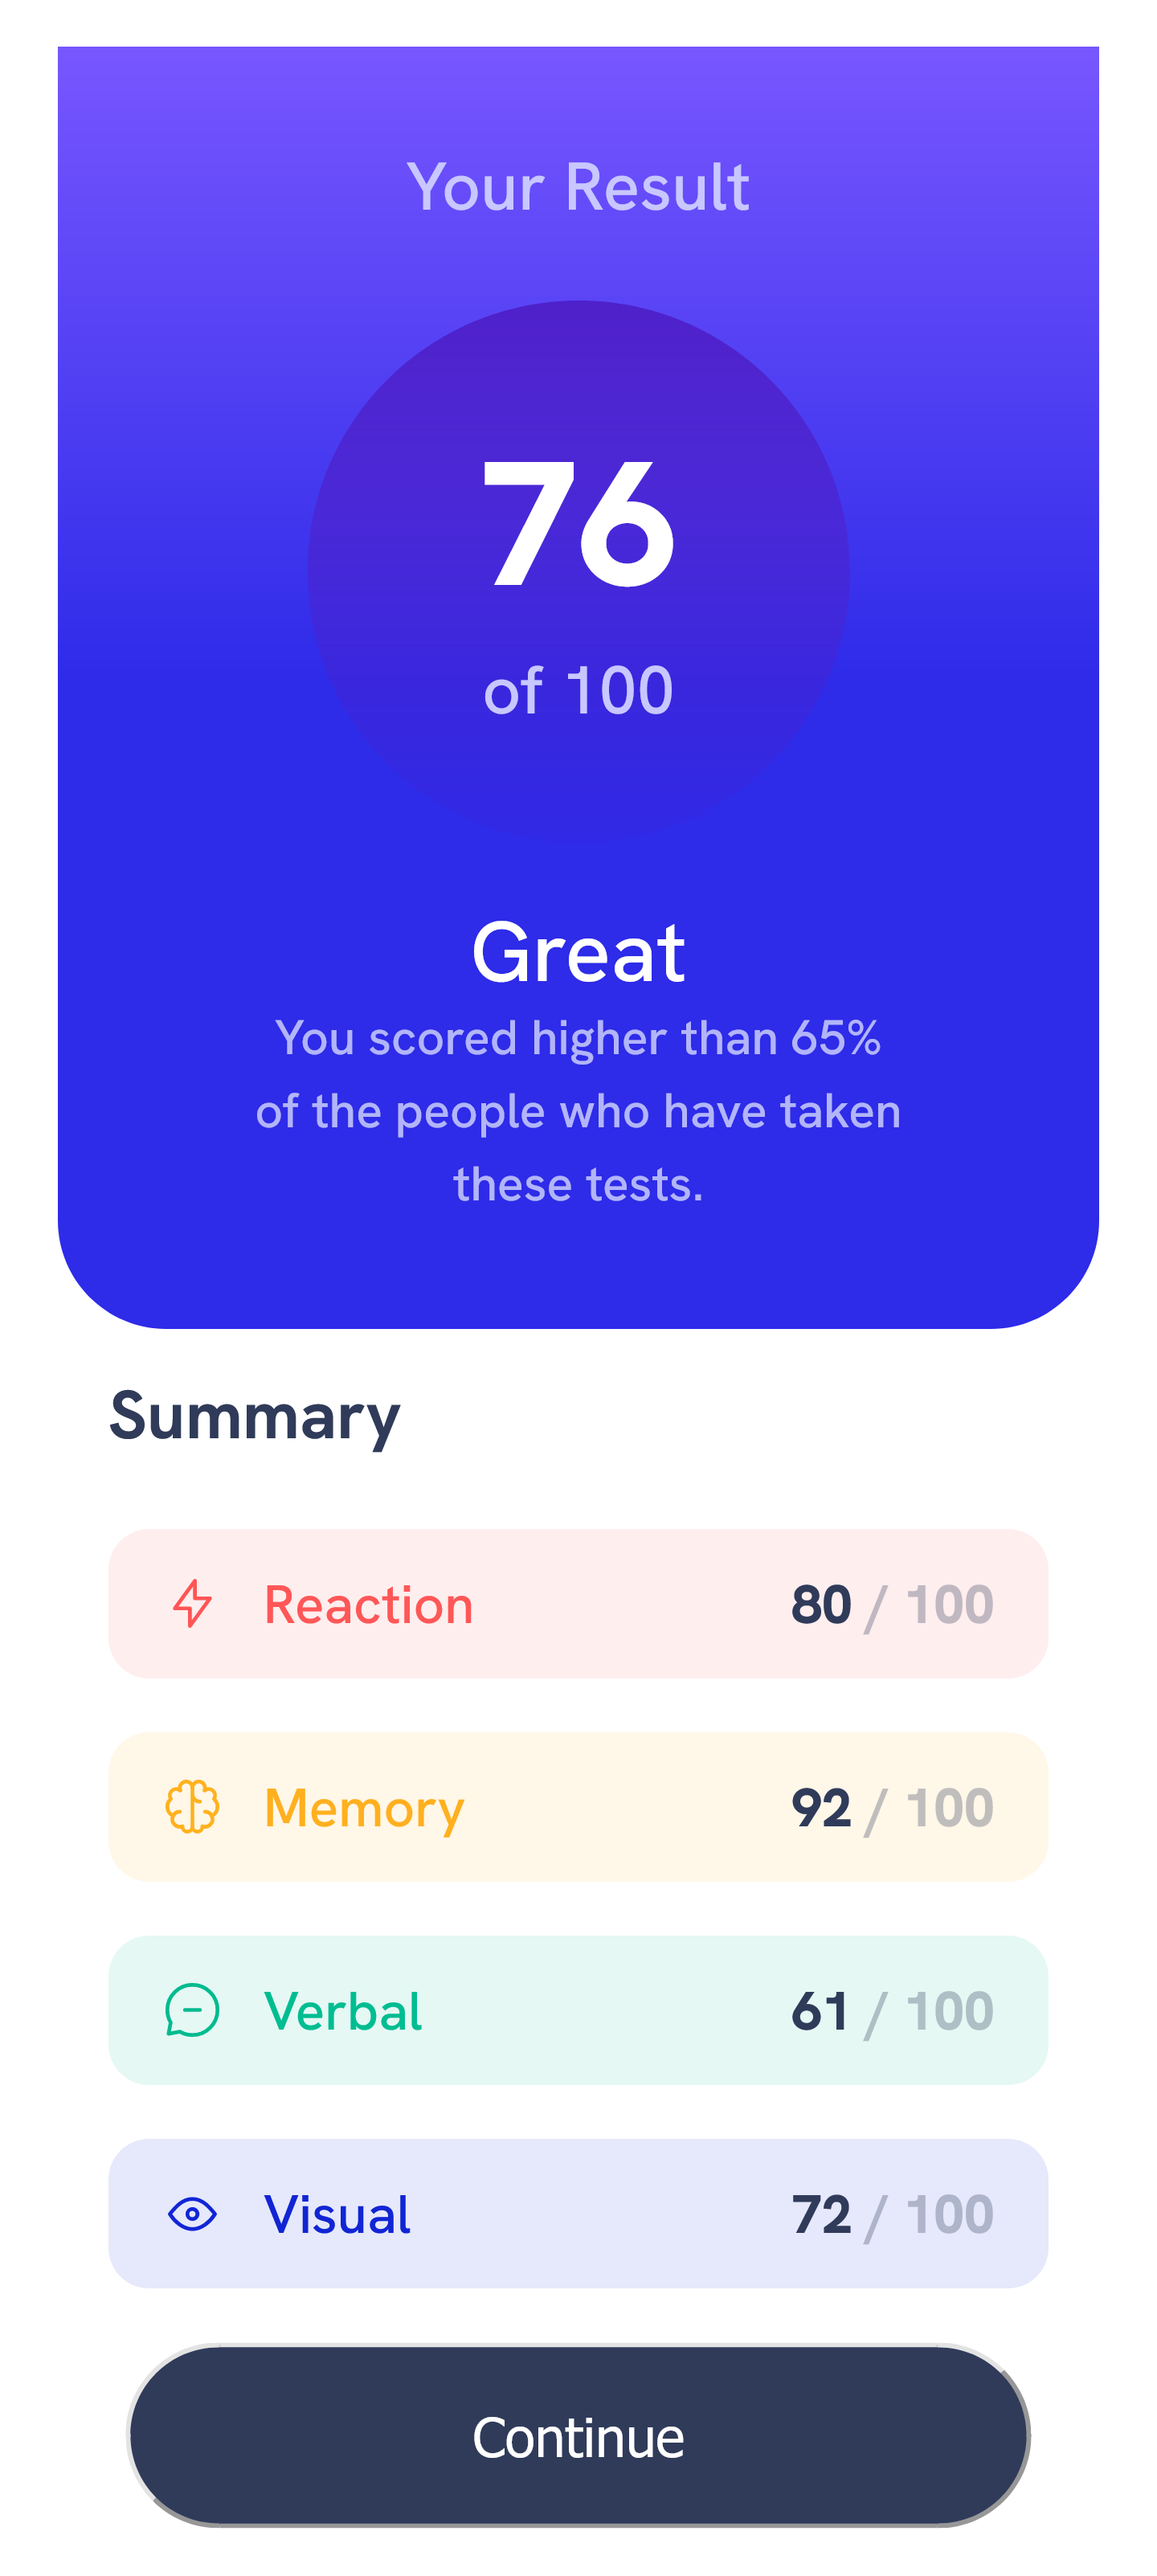 Your Result
76
of 100
Great
You scored higher than 65%
of the people who have taken
these tests.
Summary
Reaction 80 / 100
Memory 92 / 100
Verbal 61 / 100
Visual 72 / 100
Continue